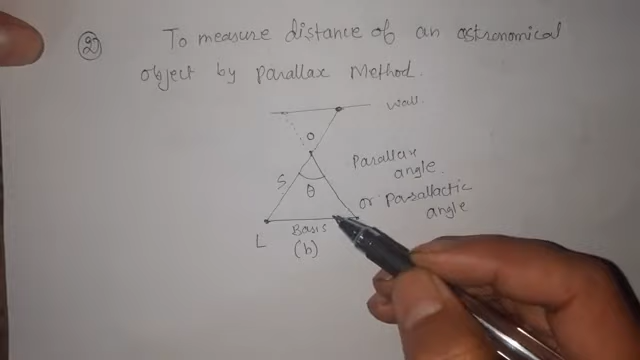 ②
To measure distance of an astronomical
object by Parallax Method.
wall
O
Parallax
angle.
S
θ
or Parallactic
angle
Basis
L
(b)